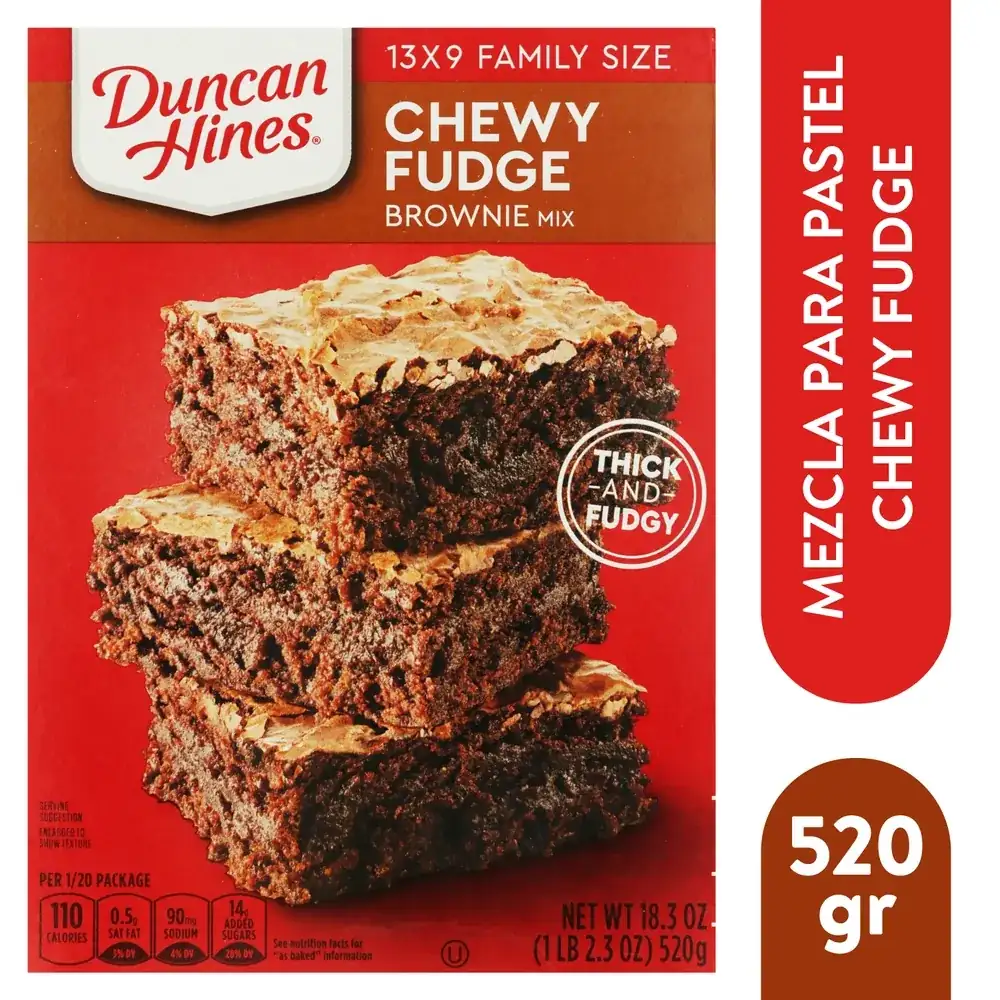 Duncan
Hines®
13X9 FAMILY SIZE
CHEWY
FUDGE
BROWNIE MIX
THICK
-AND-
FUDGY
SERVING
SUGGESTION
ENLARGED TO
SHOW TEXTURE
PER 1/20 PACKAGE
110
CALORIES
0.5g
SAT FAT
3% DV
90mg
SODIUM
4% DV
14g
ADDED
SUGARS
28% DV
See nutrition facts for
"as baked" information
U
NET WT 18.3 OZ
(1 LB 2.3 OZ) 520g
MEZCLA PARA PASTEL
CHEWY FUDGE
520
gr